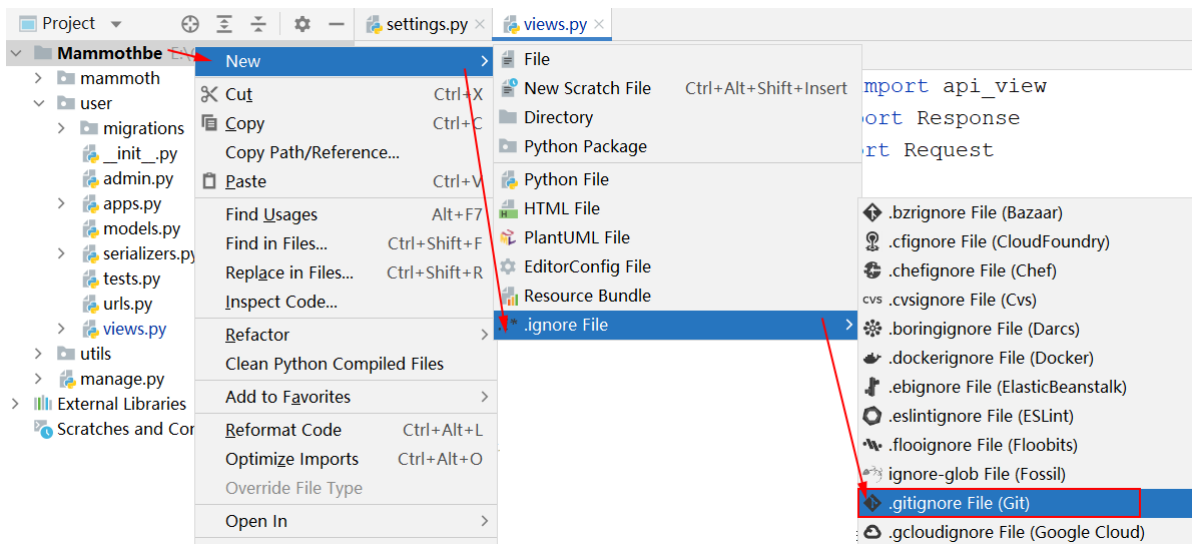 Project
settings.py
views.py
Mammothbe
mammoth
user
migrations
__init__.py
admin.py
apps.py
models.py
serializers.py
tests.py
urls.py
views.py
utils
manage.py
External Libraries
Scratches and Cor
New
Cut Ctrl+X
Copy Ctrl+C
Copy Path/Reference...
Paste Ctrl+V
Find Usages Alt+F7
Find in Files... Ctrl+Shift+F
Replace in Files... Ctrl+Shift+R
Inspect Code...
Refactor
Clean Python Compiled Files
Add to Favorites
Reformat Code Ctrl+Alt+L
Optimize Imports Ctrl+Alt+O
Override File Type
Open In
File
New Scratch File Ctrl+Alt+Shift+Insert
Directory
Python Package
Python File
HTML File
PlantUML File
EditorConfig File
Resource Bundle
.ignore File
mport api_view
ort Response
rt Request
.bzrignore File (Bazaar)
.cfignore File (CloudFoundry)
.chefignore File (Chef)
cvs .cvsignore File (Cvs)
.boringignore File (Darcs)
.dockerignore File (Docker)
.ebignore File (ElasticBeanstalk)
.eslintignore File (ESLint)
.flooignore File (Floobits)
ignore-glob File (Fossil)
.gitignore File (Git)
.gcloudignore File (Google Cloud)